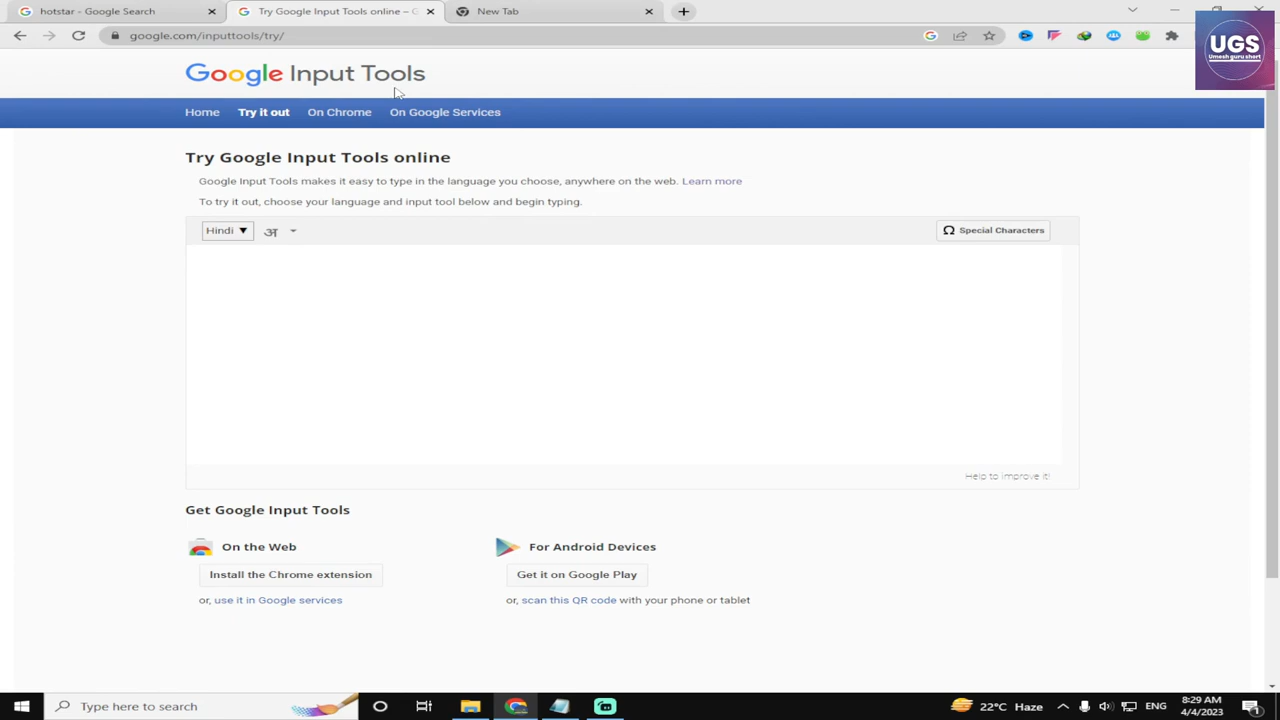 hotstar - Google Search
Try Google Input Tools online – G
New Tab
google.com/inputtools/try/
UGS
Umesh guru short
Google Input Tools
Home Try it out On Chrome On Google Services
Try Google Input Tools online
Google Input Tools makes it easy to type in the language you choose, anywhere on the web. Learn more
To try it out, choose your language and input tool below and begin typing.
Hindi ▼ अ
Ω Special Characters
Help to improve it!
Get Google Input Tools
On the Web
For Android Devices
Install the Chrome extension
Get it on Google Play
or, use it in Google services
or, scan this QR code with your phone or tablet
Type here to search
22°C Haze
ENG
8:29 AM
4/4/2023
1